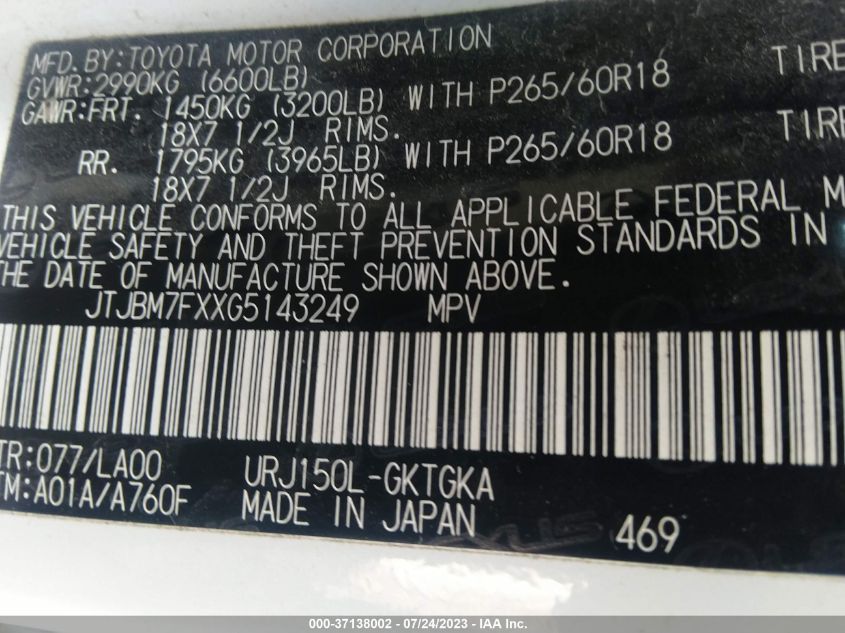 MFD.BY:TOYOTA MOTOR CORPORATION
GVWR:2990KG (6600LB)
GAWR:FRT. 1450KG (3200LB) WITH P265/60R18 TIRE
18X7 1/2J RIMS.
RR. 1795KG (3965LB) WITH P265/60R18 TIRE
18X7 1/2J RIMS.
THIS VEHICLE CONFORMS TO ALL APPLICABLE FEDERAL M
VEHICLE SAFETY AND THEFT PREVENTION STANDARDS IN
THE DATE OF MANUFACTURE SHOWN ABOVE.
JTJBM7FXXG5143249 MPV
TR:077/LA00 URJ150L-GKTGKA
TM:A01A/A760F MADE IN JAPAN 469
000-37138002 - 07/24/2023 - IAA Inc.